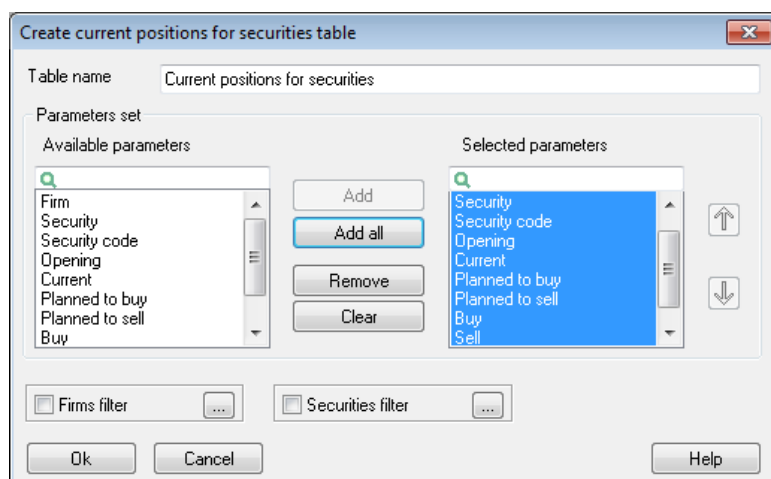 Create current positions for securities table
Table name
Current positions for securities
Parameters set
Available parameters
Selected parameters
Firm
Security
Security code
Opening
Current
Planned to buy
Planned to sell
Buy
Add
Add all
Remove
Clear
Security
Security code
Opening
Current
Planned to buy
Planned to sell
Buy
Sell
Firms filter
...
Securities filter
...
Ok
Cancel
Help